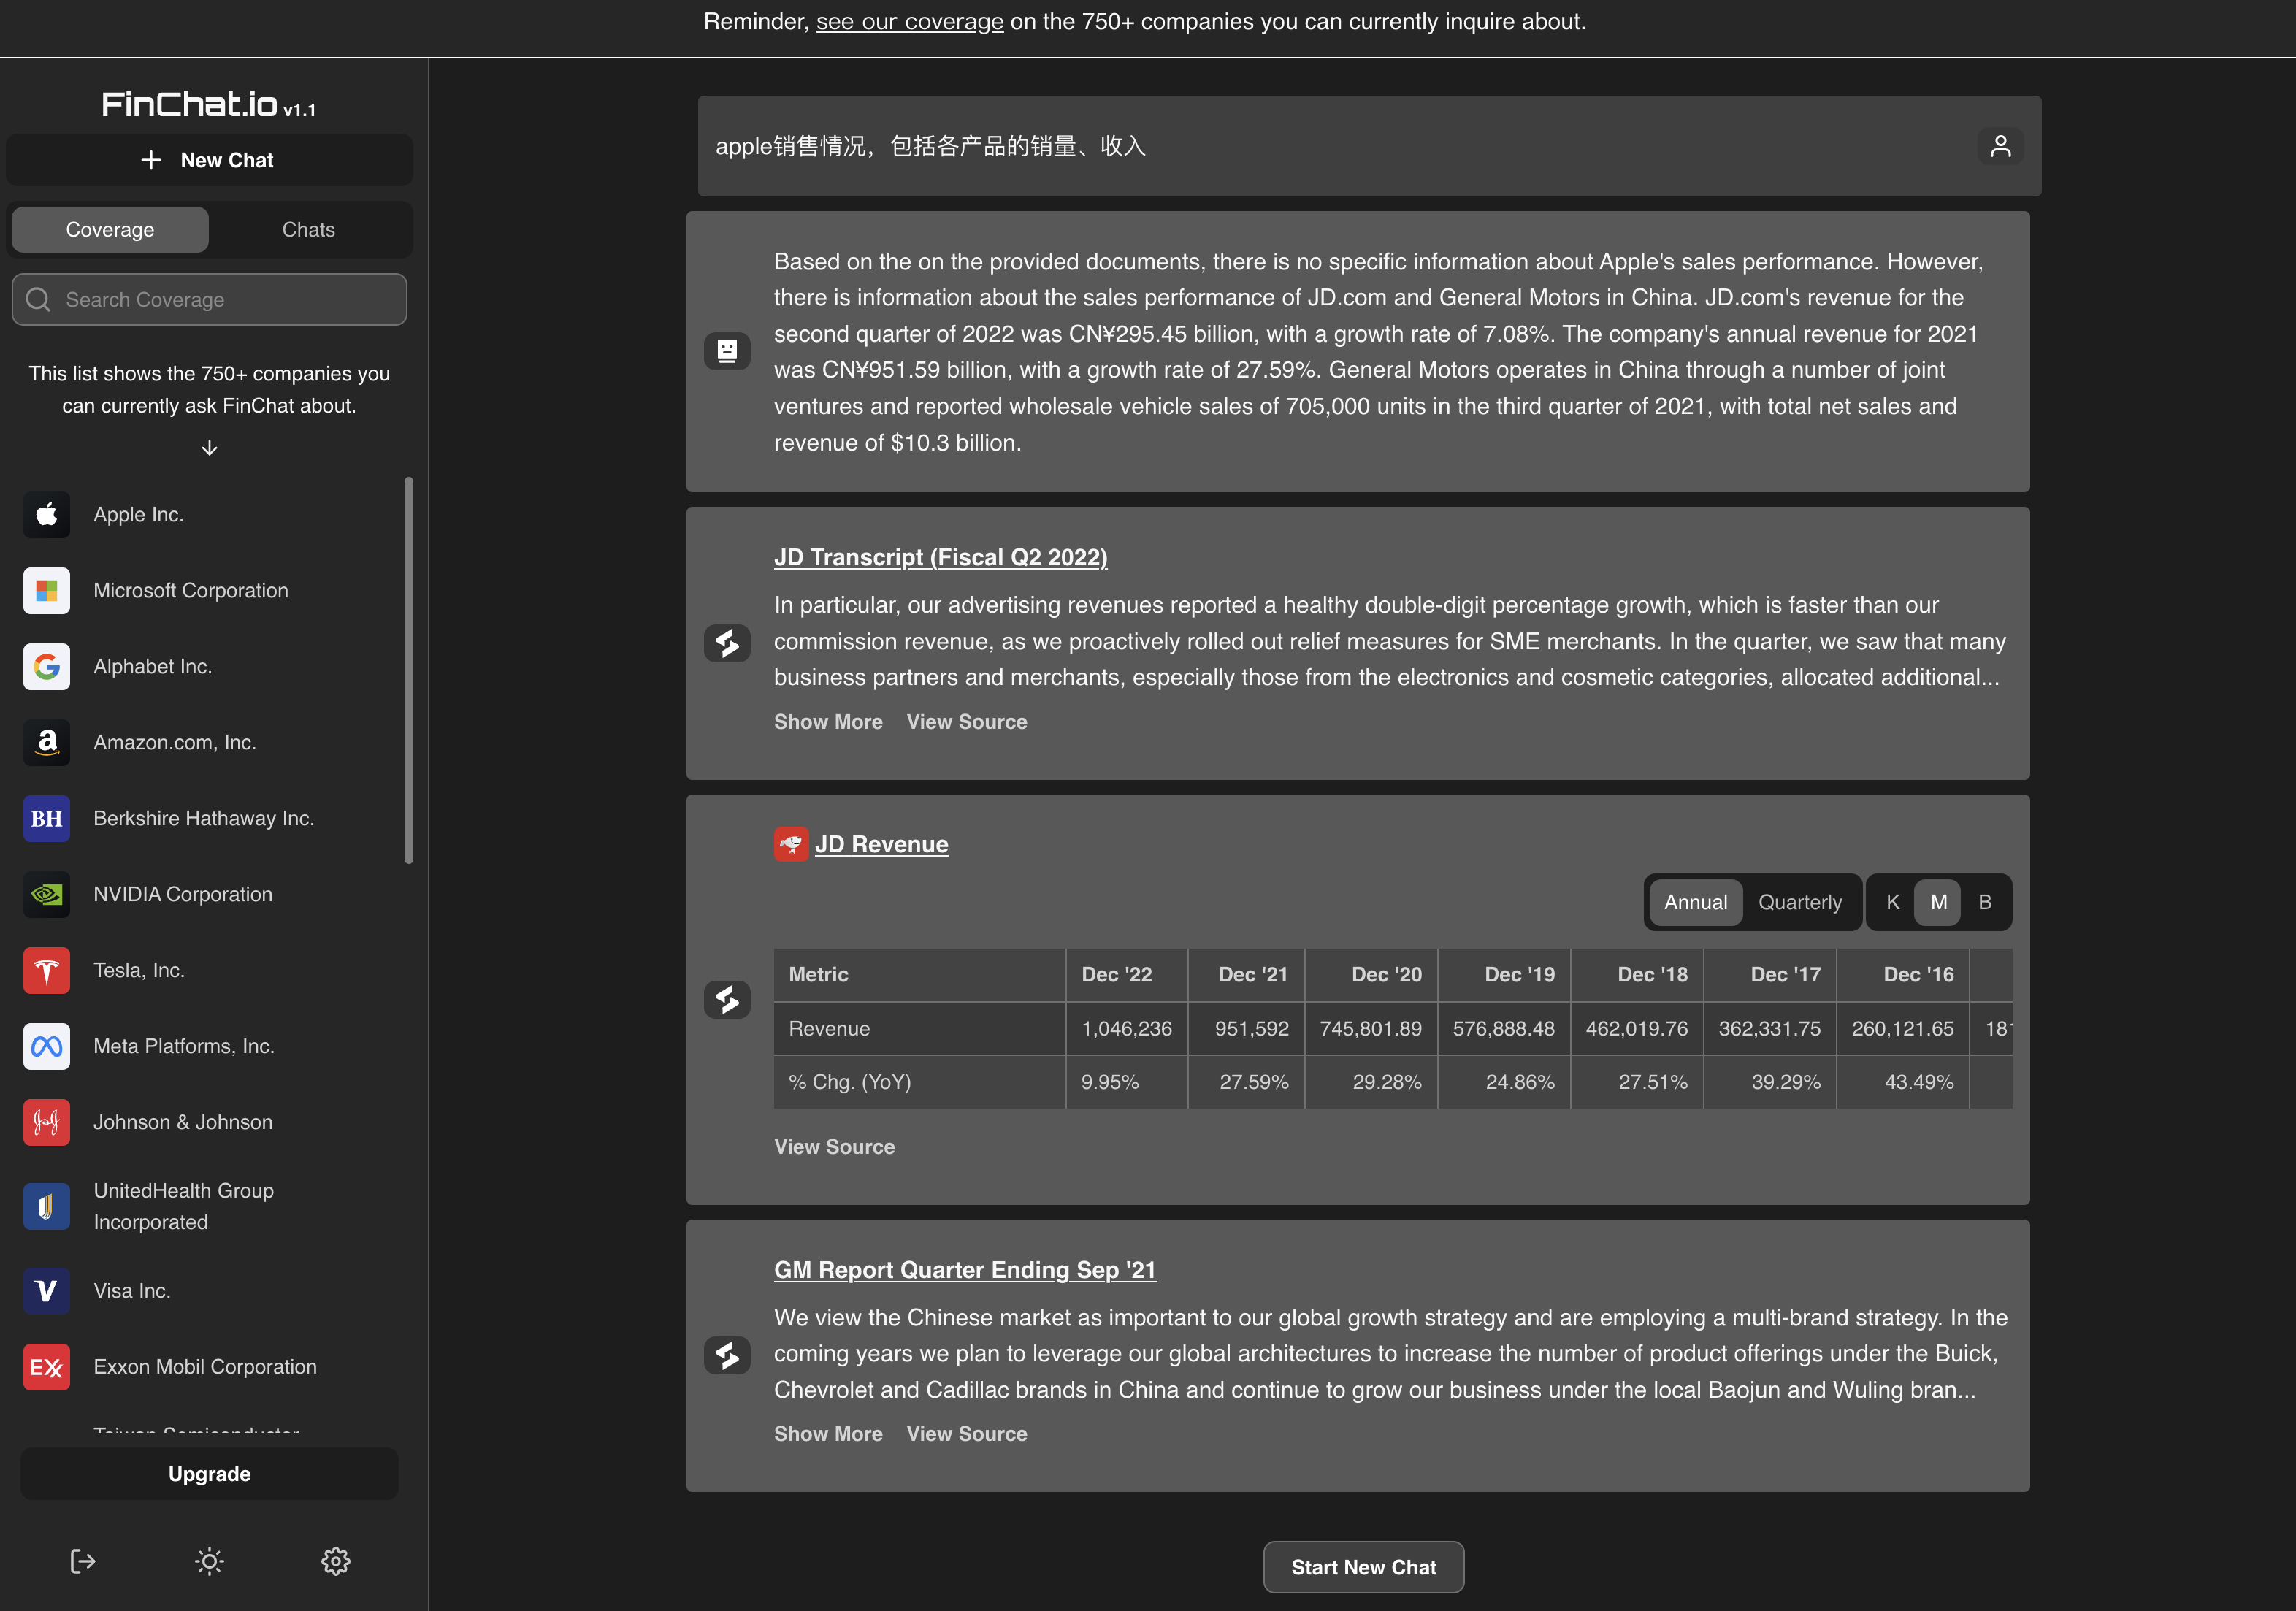 Reminder, see our coverage on the 750+ companies you can currently inquire about.
FinChat.io v1.1
New Chat
Coverage Chats
Search Coverage
This list shows the 750+ companies you
can currently ask FinChat about.
Apple Inc.
Microsoft Corporation
Alphabet Inc.
Amazon.com, Inc.
BH Berkshire Hathaway Inc.
NVIDIA Corporation
Tesla, Inc.
Meta Platforms, Inc.
J&J Johnson & Johnson
UnitedHealth Group
Incorporated
V Visa Inc.
EXx Exxon Mobil Corporation
Taiwan Semiconductor
Upgrade
apple销售情况，包括各产品的销量、收入
Based on the on the provided documents, there is no specific information about Apple's sales performance. However,
there is information about the sales performance of JD.com and General Motors in China. JD.com's revenue for the
second quarter of 2022 was CN¥295.45 billion, with a growth rate of 7.08%. The company's annual revenue for 2021
was CN¥951.59 billion, with a growth rate of 27.59%. General Motors operates in China through a number of joint
ventures and reported wholesale vehicle sales of 705,000 units in the third quarter of 2021, with total net sales and
revenue of $10.3 billion.
JD Transcript (Fiscal Q2 2022)
In particular, our advertising revenues reported a healthy double-digit percentage growth, which is faster than our
commission revenue, as we proactively rolled out relief measures for SME merchants. In the quarter, we saw that many
business partners and merchants, especially those from the electronics and cosmetic categories, allocated additional...
Show More View Source
JD Revenue
Annual Quarterly K M B
Metric Dec '22 Dec '21 Dec '20 Dec '19 Dec '18 Dec '17 Dec '16
Revenue 1,046,236 951,592 745,801.89 576,888.48 462,019.76 362,331.75 260,121.65 181
% Chg. (YoY) 9.95% 27.59% 29.28% 24.86% 27.51% 39.29% 43.49%
View Source
GM Report Quarter Ending Sep '21
We view the Chinese market as important to our global growth strategy and are employing a multi-brand strategy. In the
coming years we plan to leverage our global architectures to increase the number of product offerings under the Buick,
Chevrolet and Cadillac brands in China and continue to grow our business under the local Baojun and Wuling bran...
Show More View Source
Start New Chat